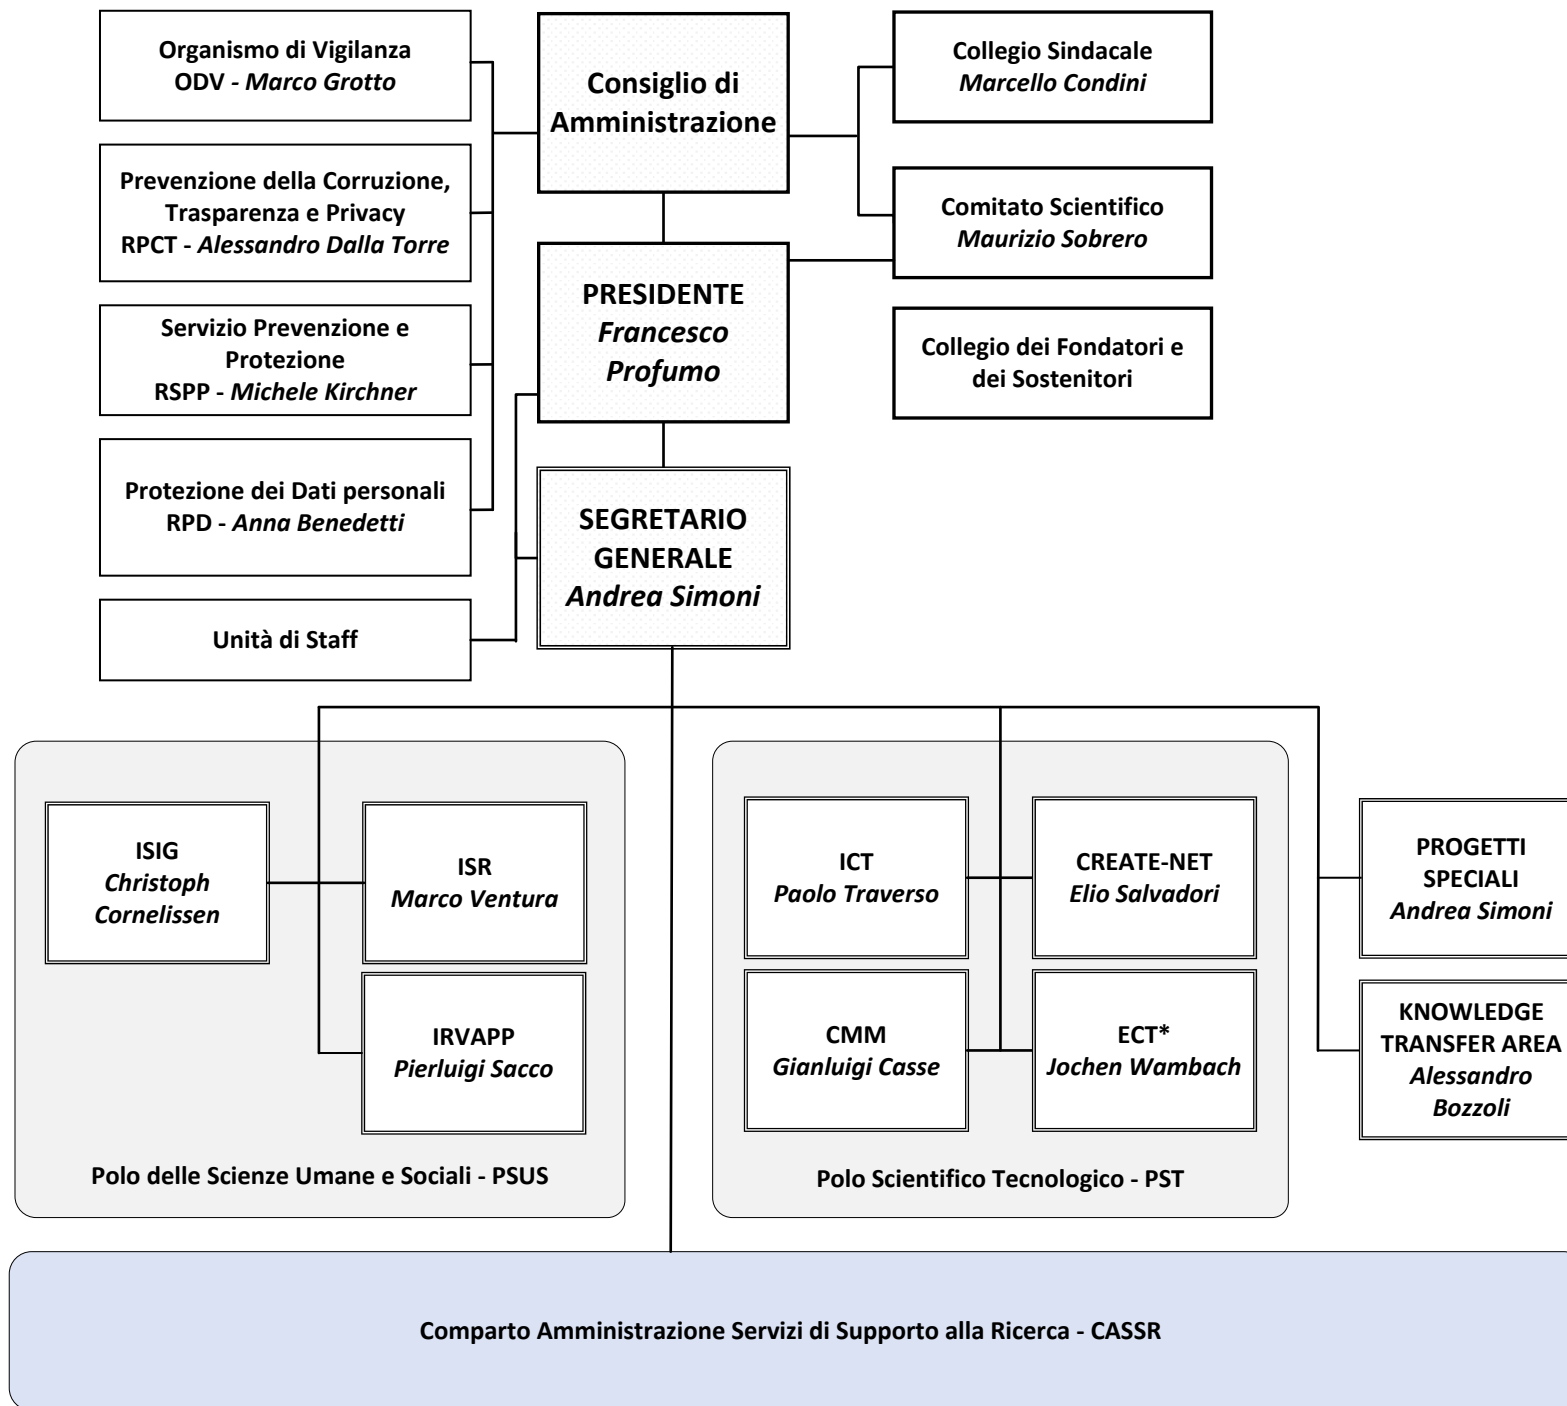 Organismo di Vigilanza
ODV - Marco Grotto
Prevenzione della Corruzione,
Trasparenza e Privacy
RPCT - Alessandro Dalla Torre
Servizio Prevenzione e
Protezione
RSPP - Michele Kirchner
Protezione dei Dati personali
RPD - Anna Benedetti
Unità di Staff
Consiglio di
Amministrazione
PRESIDENTE
Francesco
Profumo
SEGRETARIO
GENERALE
Andrea Simoni
Collegio Sindacale
Marcello Condini
Comitato Scientifico
Maurizio Sobrero
Collegio dei Fondatori e
dei Sostenitori
ISIG
Christoph
Cornelissen
ISR
Marco Ventura
IRVAPP
Pierluigi Sacco
Polo delle Scienze Umane e Sociali - PSUS
ICT
Paolo Traverso
CREATE-NET
Elio Salvadori
CMM
Gianluigi Casse
ECT*
Jochen Wambach
Polo Scientifico Tecnologico - PST
PROGETTI
SPECIALI
Andrea Simoni
KNOWLEDGE
TRANSFER AREA
Alessandro
Bozzoli
Comparto Amministrazione Servizi di Supporto alla Ricerca - CASSR